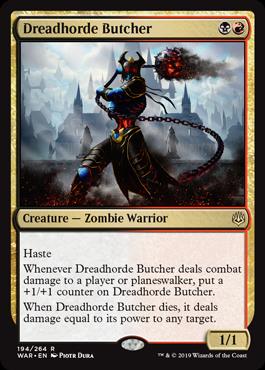 Dreadhorde Butcher
Creature — Zombie Warrior
Haste
Whenever Dreadhorde Butcher deals combat
damage to a player or planeswalker, put a
+1/+1 counter on Dreadhorde Butcher.
When Dreadhorde Butcher dies, it deals
damage equal to its power to any target.
1/1
194/264 R
WAR • EN Piotr Dura
™ & © 2019 Wizards of the Coast